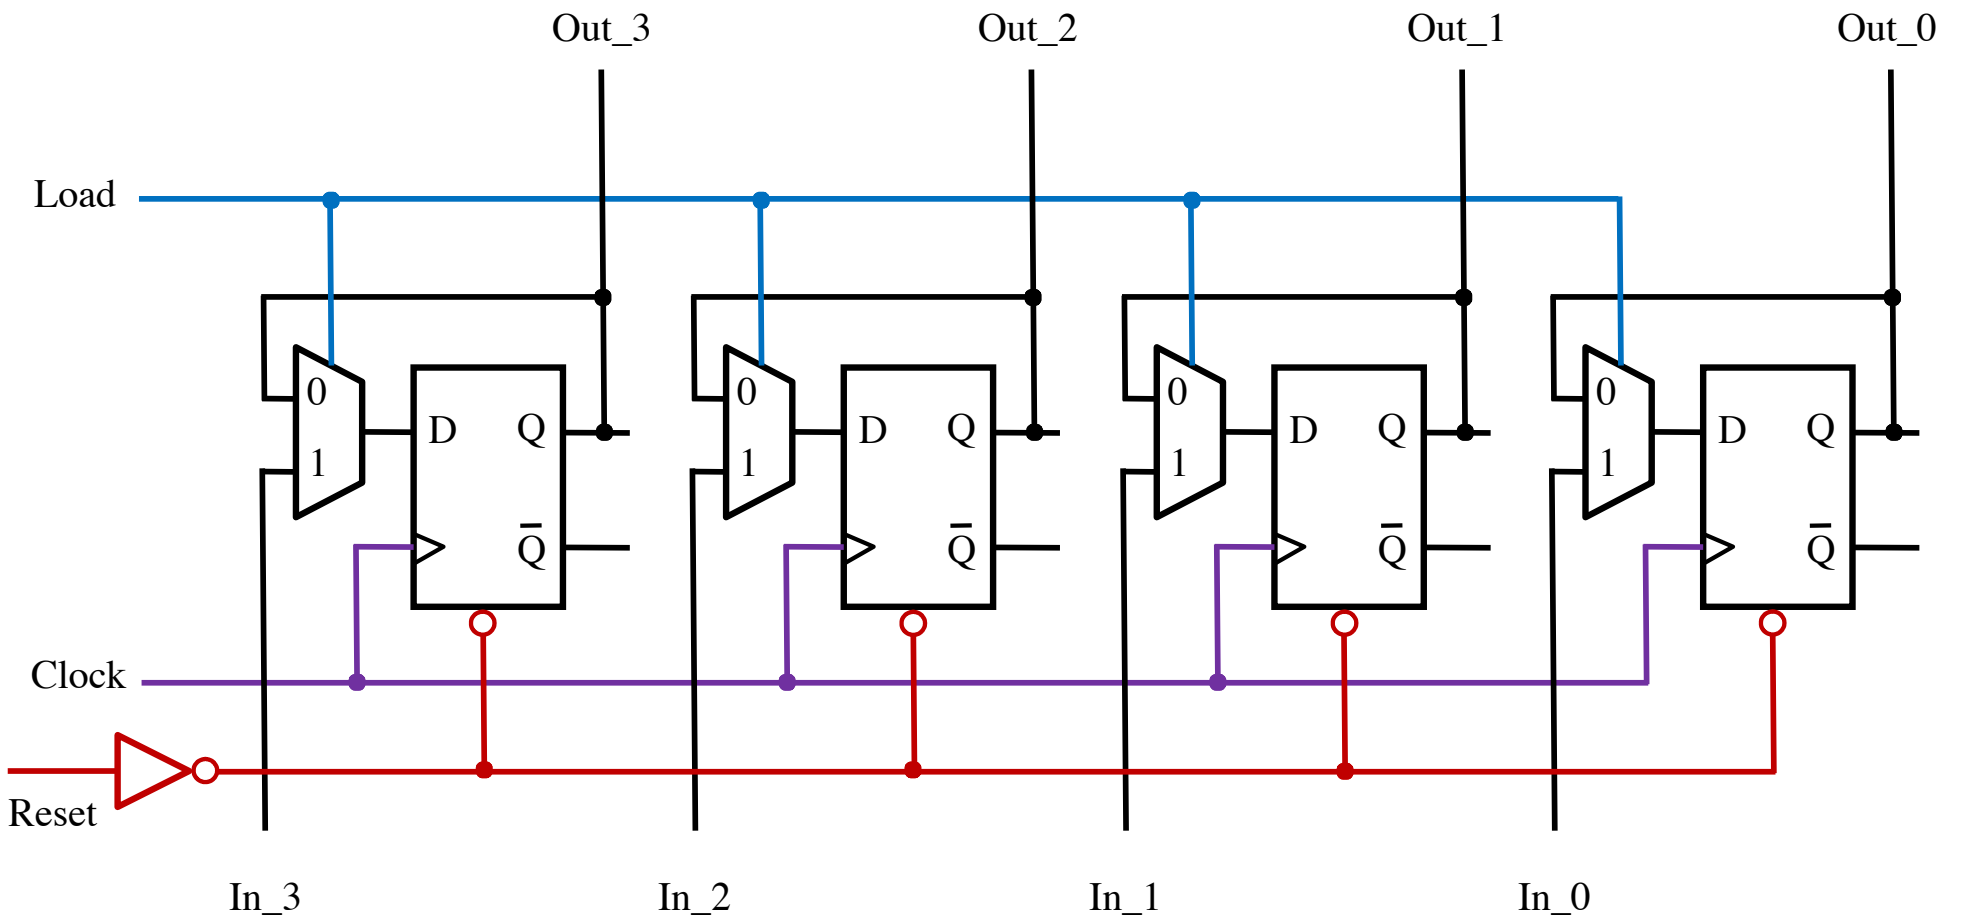 Out_3 Out_2 Out_1 Out_0
Load
0 0 0 0
D Q D Q D Q D Q
1 1 1 1
Q̅ Q̅ Q̅ Q̅
Clock
Reset
In_3 In_2 In_1 In_0